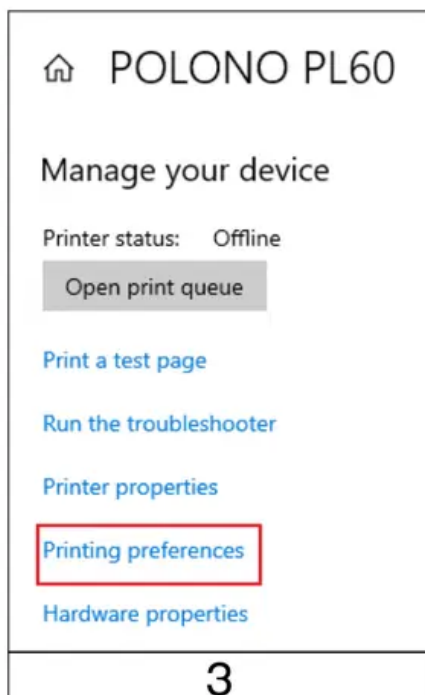 POLONO PL60
Manage your device
Printer status: Offline
Open print queue
Print a test page
Run the troubleshooter
Printer properties
Printing preferences
Hardware properties
3